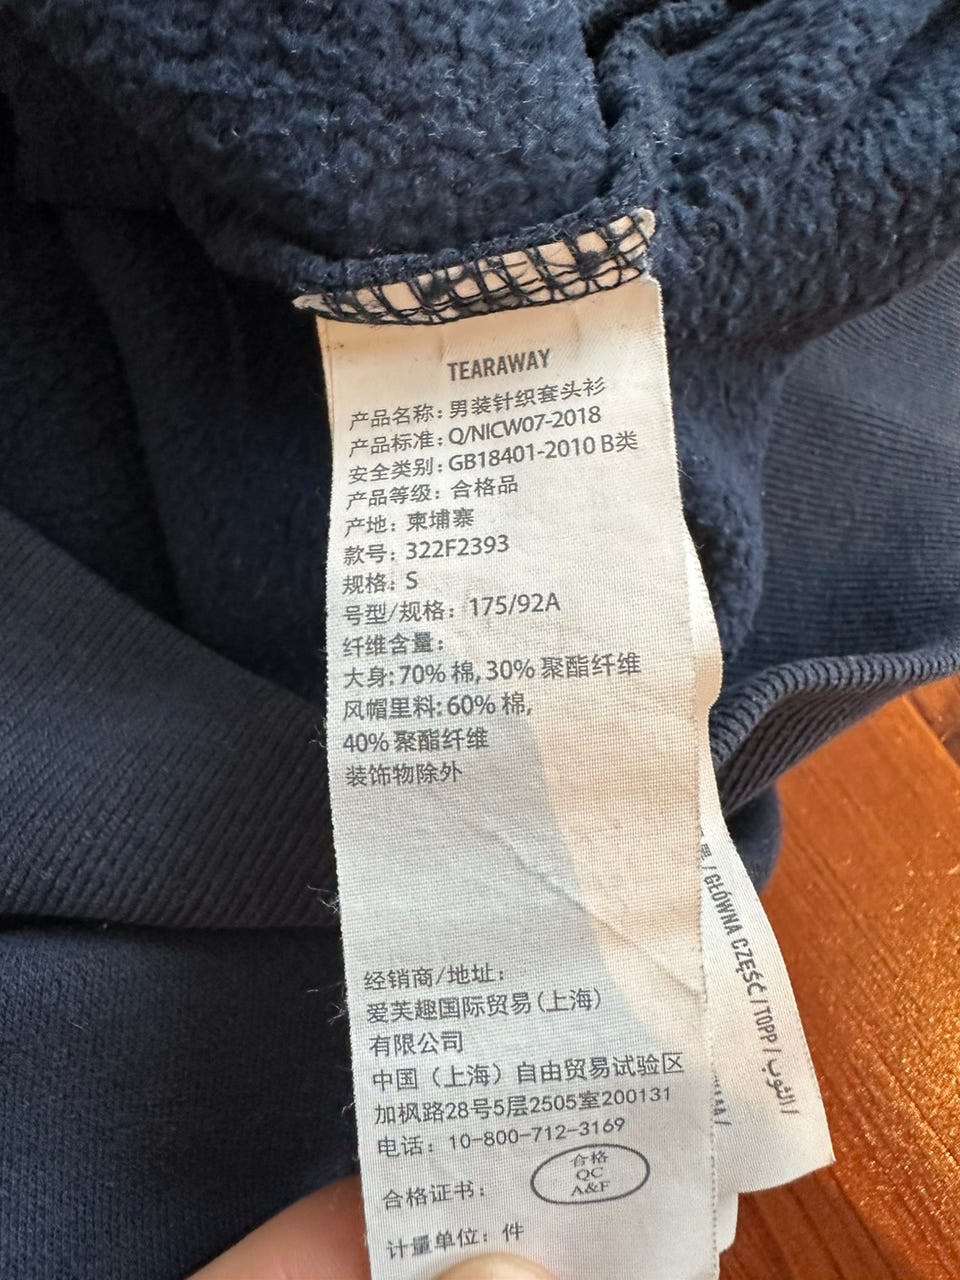 TEARAWAY
产品名称: 男装针织套头衫
产品标准: Q/NICW07-2018
安全类别: GB18401-2010 B类
产品等级: 合格品
产地: 柬埔寨
款号: 322F2393
规格: S
号型/规格: 175/92A
纤维含量:
大身: 70% 棉, 30% 聚酯纤维
风帽里料: 60% 棉,
40% 聚酯纤维
装饰物除外
经销商/地址:
爱芙趣国际贸易(上海)
有限公司
中国（上海）自由贸易试验区
加枫路28号5层2505室200131
电话: 10-800-712-3169
合格证书:
合格
QC
A&F
计量单位: 件
/ GŁÓWNA CZĘŚĆ / TOPP / الثوب /